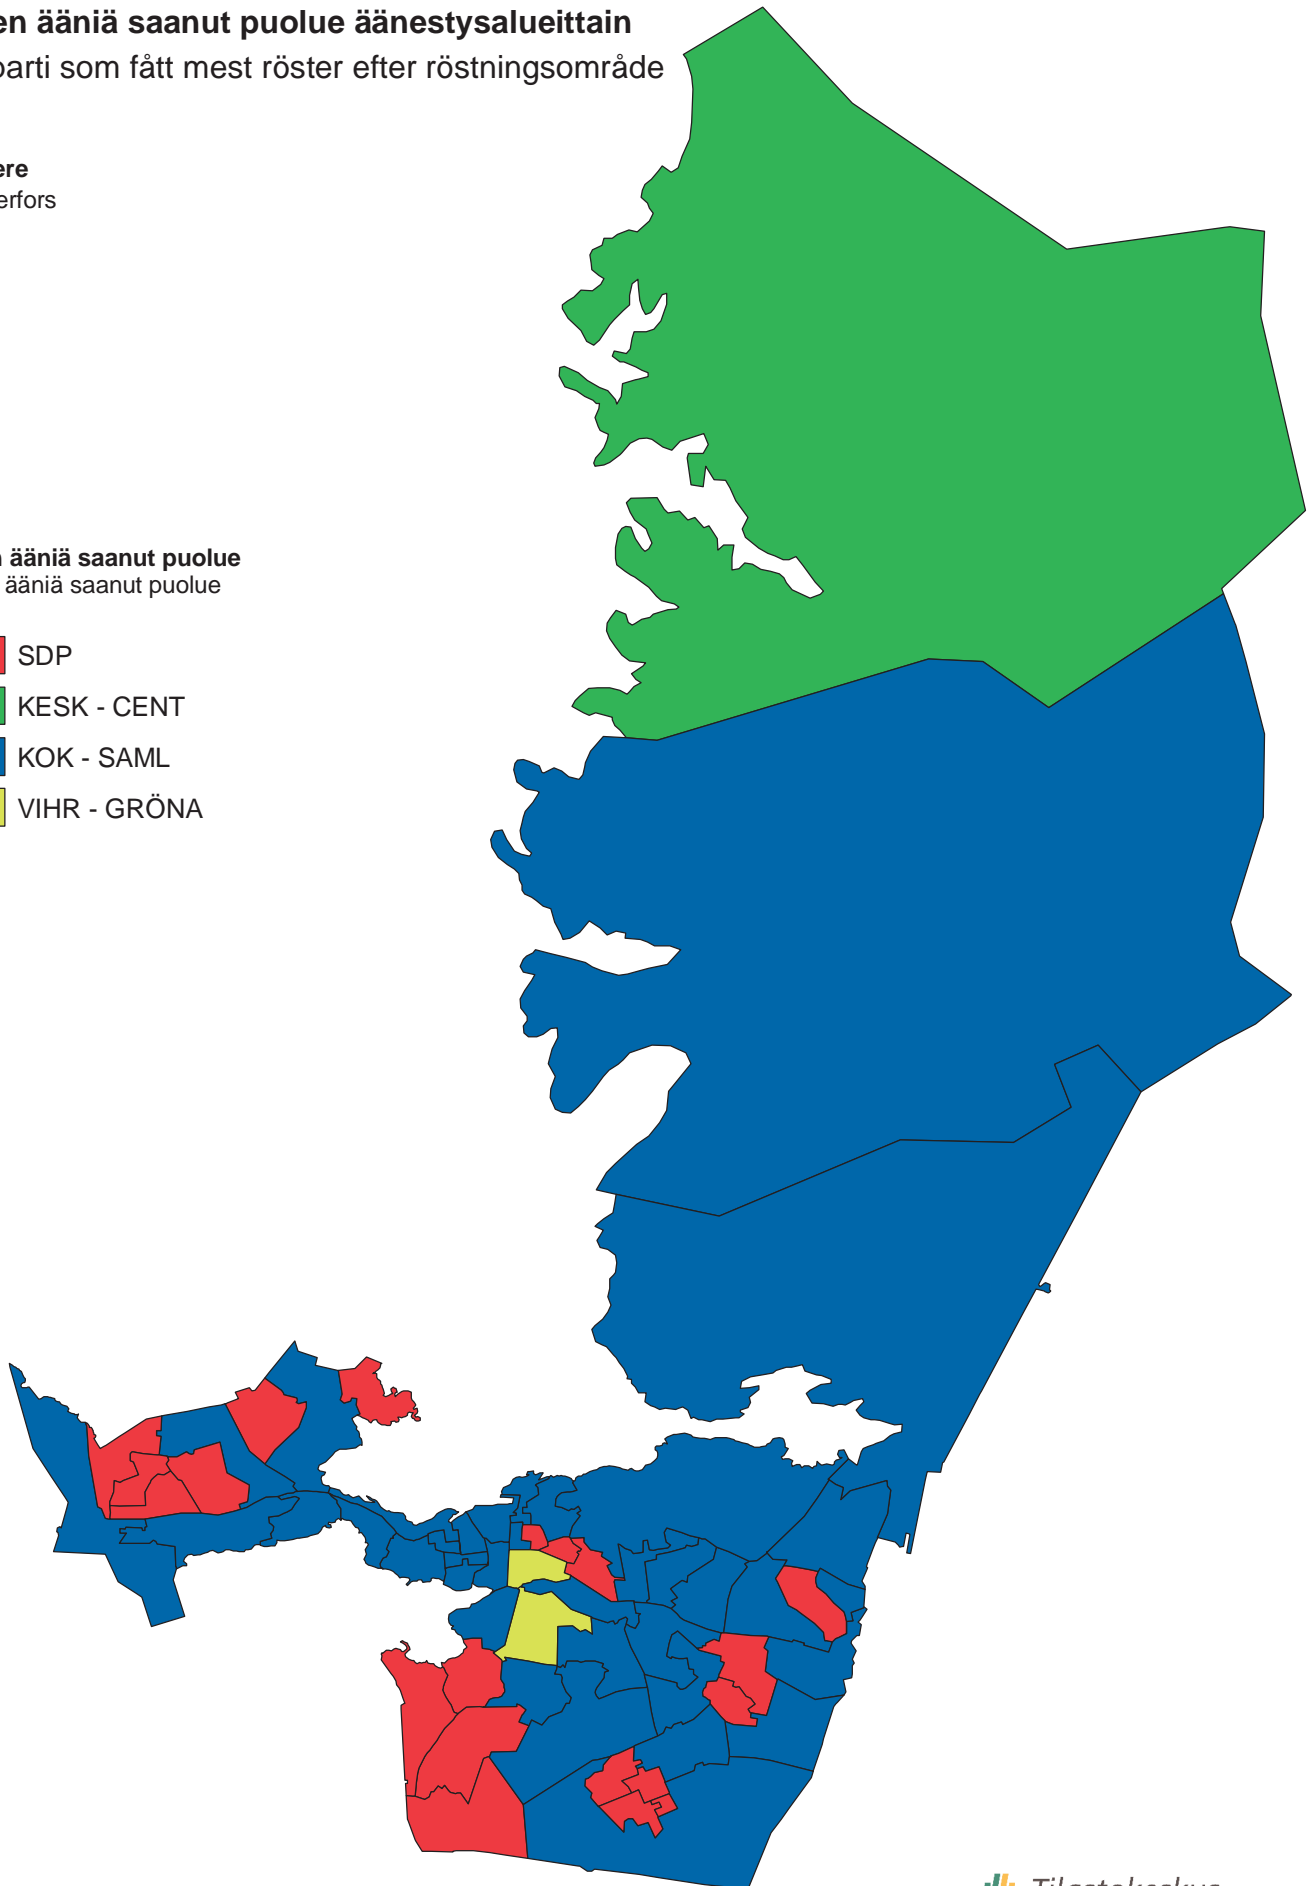 en ääniä saanut puolue äänestysalueittain
parti som fått mest röster efter röstningsområde
ere
erfors
n ääniä saanut puolue
ääniä saanut puolue
SDP
KESK - CENT
KOK - SAML
VIHR - GRÖNA
Tilastokeskus